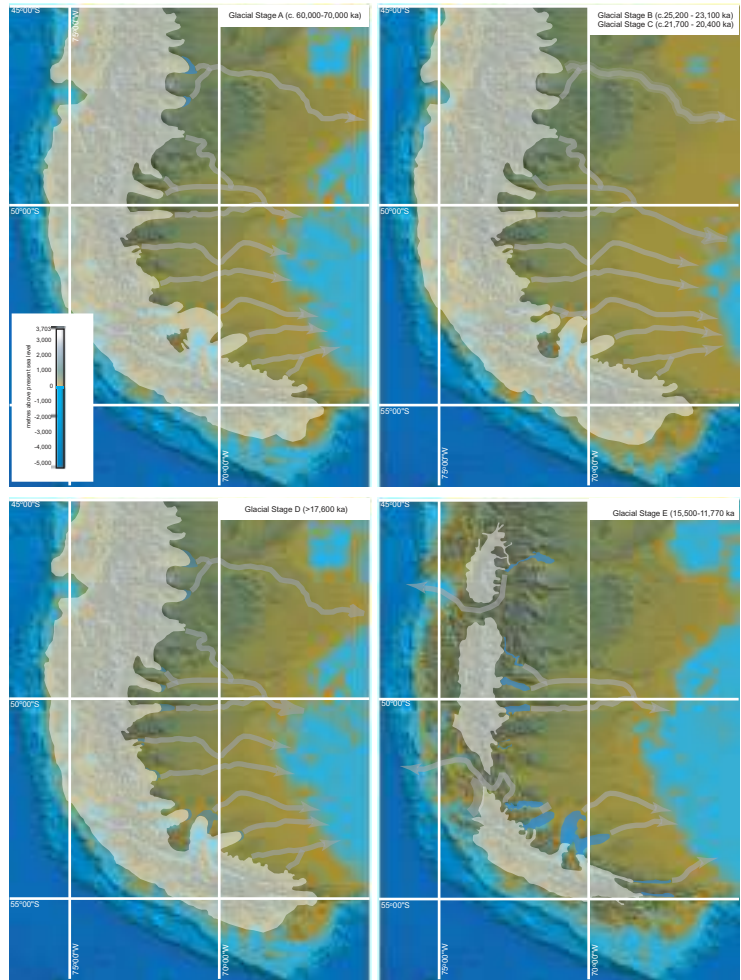 45°00"S
75°00"W
Glacial Stage A (c. 60,000-70,000 ka)
50°00"S
3,703
3,000
2,000
1,000
0
-1,000
-2,000
-3,000
-4,000
-5,000
metres above present sea level
55°00"S
70°00"W
45°00"S
Glacial Stage B (c.25,200 - 23,100 ka)
Glacial Stage C (c.21,700 - 20,400 ka)
50°00"S
55°00"S
75°00"W
70°00"W
45°00"S
Glacial Stage D (>17,600 ka)
50°00"S
55°00"S
75°00"W
70°00"W
45°00"S
Glacial Stage E (15,500-11,770 ka
50°00"S
55°00"S
75º00"W
70°00"W